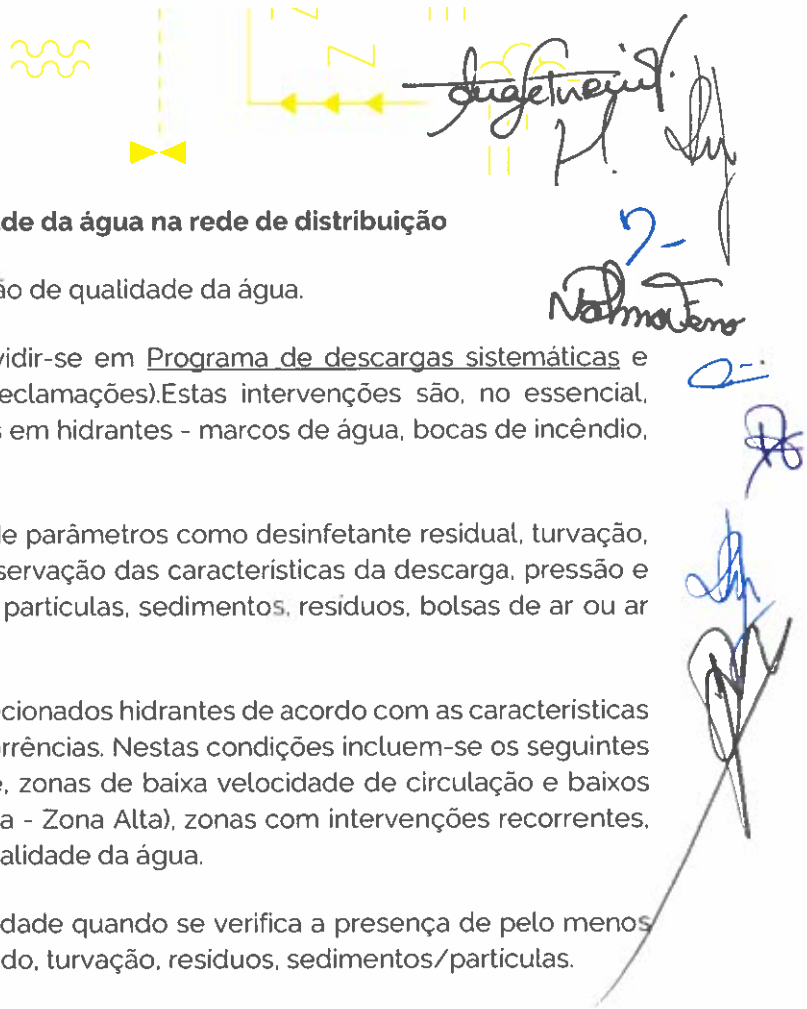 de da água na rede de distribuição
ão de qualidade da água.
vidir-se em Programa de descargas sistemáticas e
eclamações).Estas intervenções são, no essencial,
s em hidrantes - marcos de água, bocas de incêndio,
de parâmetros como desinfetante residual, turvação,
servação das características da descarga, pressão e
partículas, sedimentos, resíduos, bolsas de ar ou ar
cionados hidrantes de acordo com as características
rrências. Nestas condições incluem-se os seguintes
e, zonas de baixa velocidade de circulação e baixos
a - Zona Alta), zonas com intervenções recorrentes,
alidade da água.
dade quando se verifica a presença de pelo menos
do, turvação, resíduos, sedimentos/partículas.